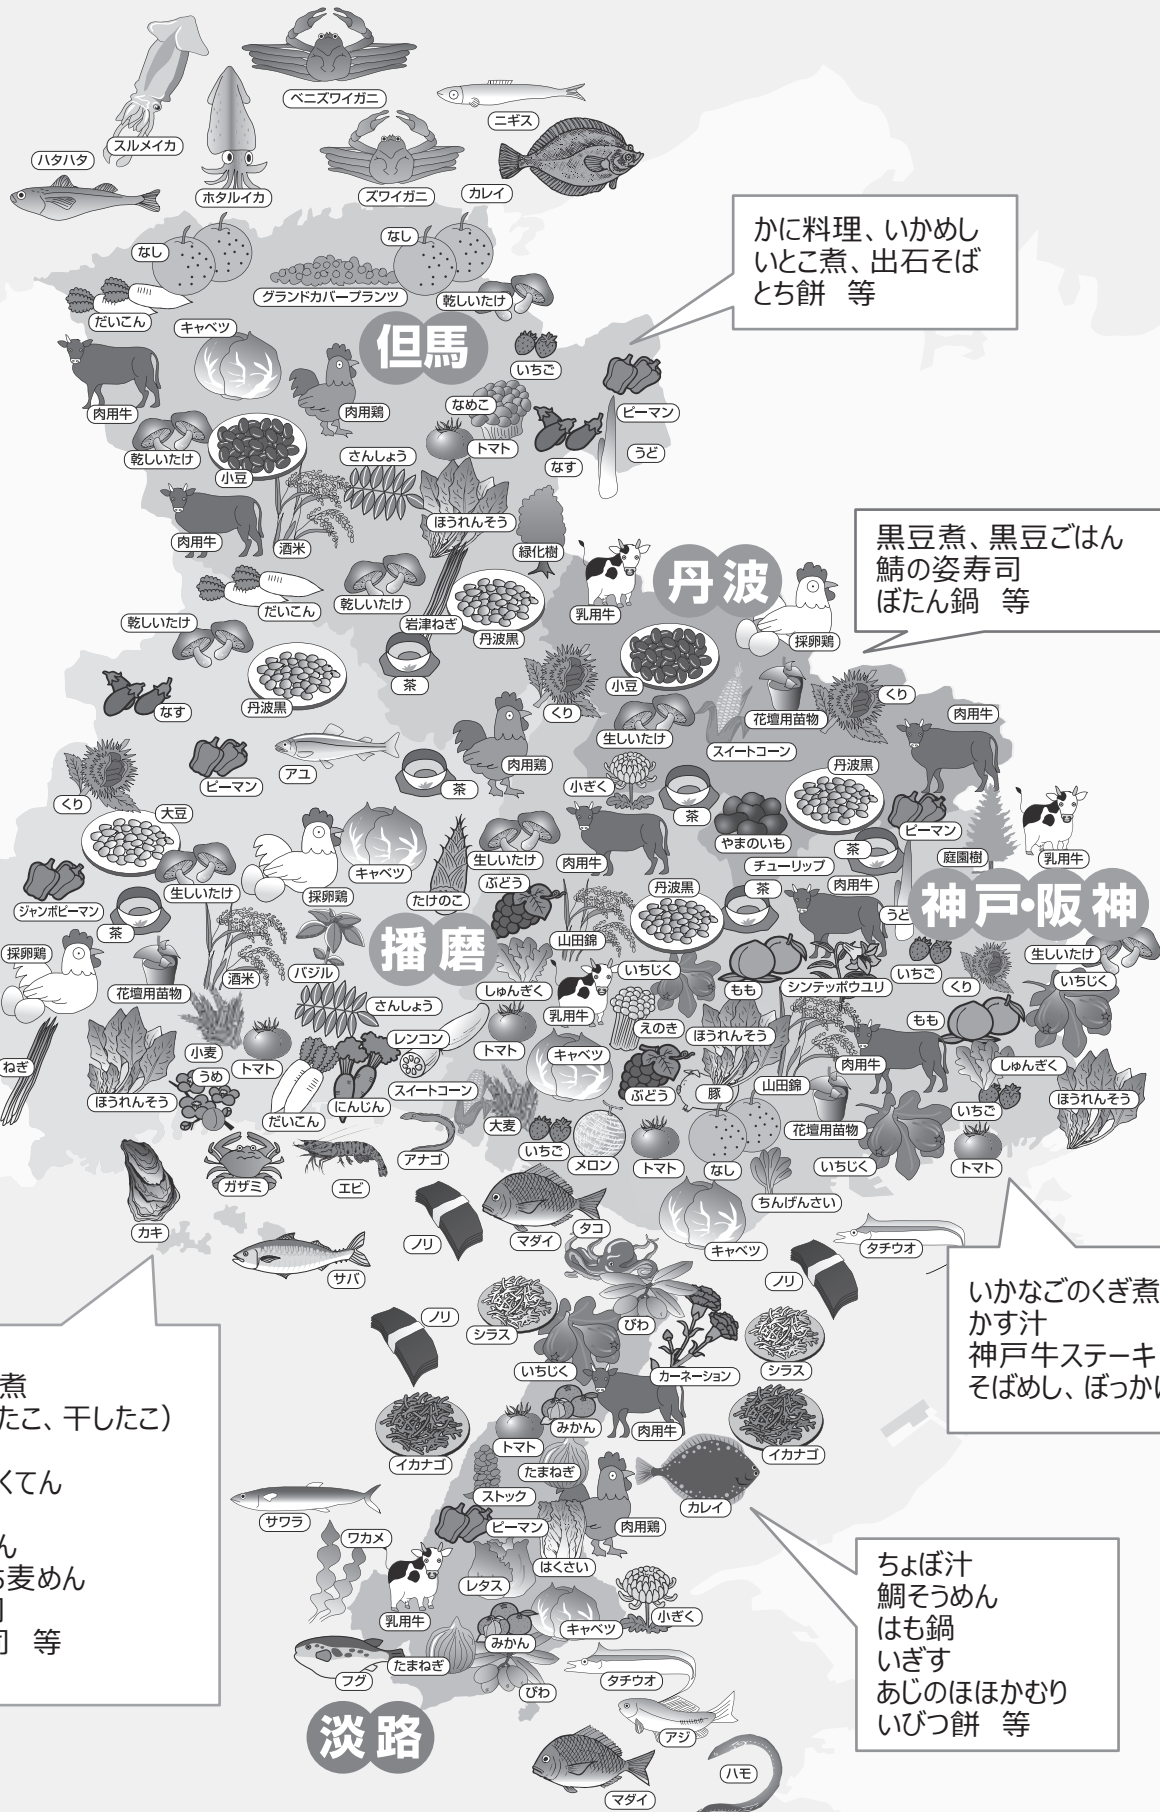 ベニズワイガニ
ニギス
スルメイカ
ハタハタ
ホタルイカ
ズワイガニ
カレイ
なし
なし
グランドカバープランツ
乾しいたけ
だいこん
キャベツ
但馬
かに料理、いかめし
いとこ煮、出石そば
とち餅 等
いちご
肉用牛
肉用鶏
なめこ
ピーマン
トマト
うど
乾しいたけ
さんしょう
なす
小豆
ほうれんそう
肉用牛
酒米
緑化樹
黒豆煮、黒豆ごはん
鯖の姿寿司
ぼたん鍋 等
丹波
だいこん
乾しいたけ
乳用牛
乾しいたけ
岩津ねぎ
丹波黒
採卵鶏
茶
小豆
なす
丹波黒
くり
くり
花壇用苗物
肉用牛
生しいたけ
スイートコーン
アユ
肉用鶏
丹波黒
ピーマン
茶
小ぎく
くり
大豆
茶
ピーマン
やまのいも
茶
庭園樹
乳用牛
生しいたけ
肉用牛
チューリップ
キャベツ
生しいたけ
ぶどう
丹波黒
茶
肉用牛
採卵鶏
たけのこ
ジャンボピーマン
うど
神戸・阪神
茶
山田錦
播磨
採卵鶏
酒米
バジル
いちじく
いちご
くり
生しいたけ
いちじく
花壇用苗物
しゅんぎく
もも
シンテッポウユリ
さんしょう
乳用牛
えのき
もも
レンコン
トマト
ほうれんそう
小麦
トマト
キャベツ
肉用牛
しゅんぎく
ねぎ
うめ
スイートコーン
ぶどう
豚
山田錦
ほうれんそう
にんじん
いちご
ほうれんそう
だいこん
大麦
花壇用苗物
いちご
メロン
トマト
なし
いちじく
トマト
アナゴ
ガザミ
エビ
ちんげんさい
カキ
ノリ
マダイ
タコ
キャベツ
タチウオ
サバ
ノリ
いかなごのくぎ煮
かす汁
神戸牛ステーキ
そばめし、ぼっか
ノリ
シラス
びわ
いちじく
カーネーション
シラス
煮
たこ、干したこ）
くてん
ん
麦めん
等
みかん
肉用牛
トマト
イカナゴ
イカナゴ
たまねぎ
ストック
カレイ
サワラ
ワカメ
ピーマン
肉用鶏
はくさい
レタス
ちょぼ汁
鯛そうめん
はも鍋
いぎす
あじのほほかむり
いびつ餅 等
乳用牛
小ぎく
キャベツ
みかん
フグ
たまねぎ
びわ
タチウオ
淡路
アジ
マダイ
ハモ